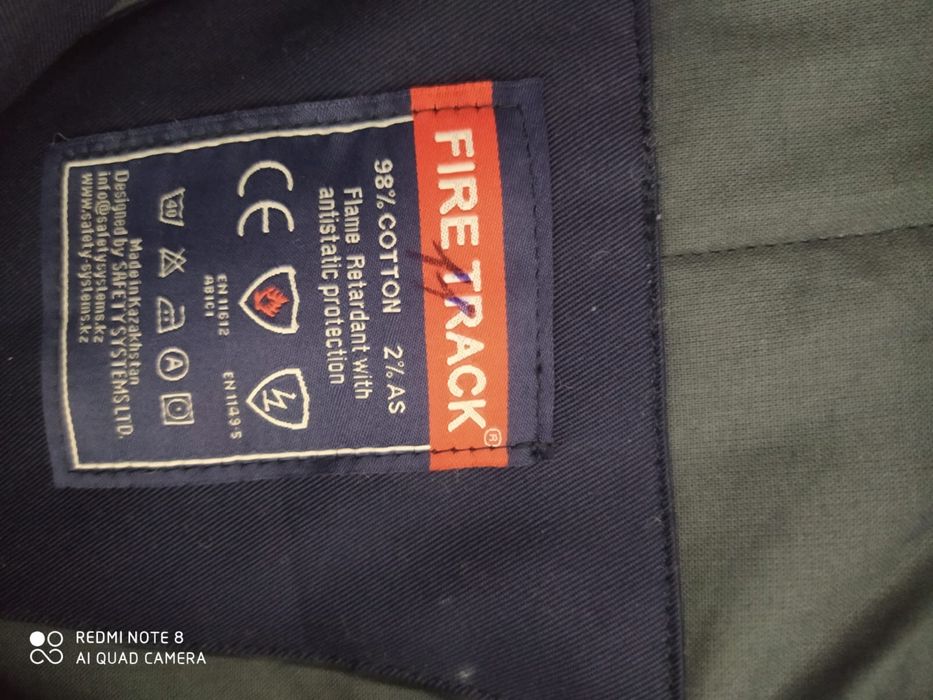 FIRE TRACK®
98% COTTON 2% AS
Flame Retardant with
antistatic protection
CE
EN 11612
A B1 C1
EN 1149-5
40
A
Made in Kazakhstan
Designed by SAFETY SYSTEMS LTD.
info@safetysystems.kz
www.safety-systems.kz
REDMI NOTE 8
AI QUAD CAMERA